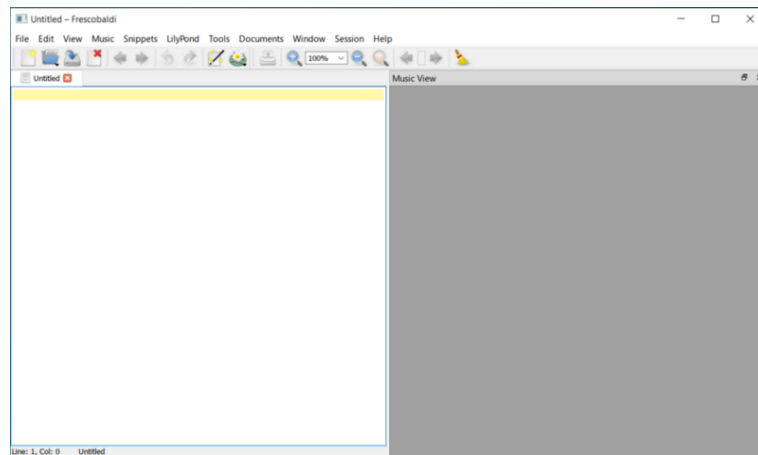 Untitled – Frescobaldi
File Edit View Music Snippets LilyPond Tools Documents Window Session Help
100%
Untitled
Music View
Line: 1, Col: 0 Untitled